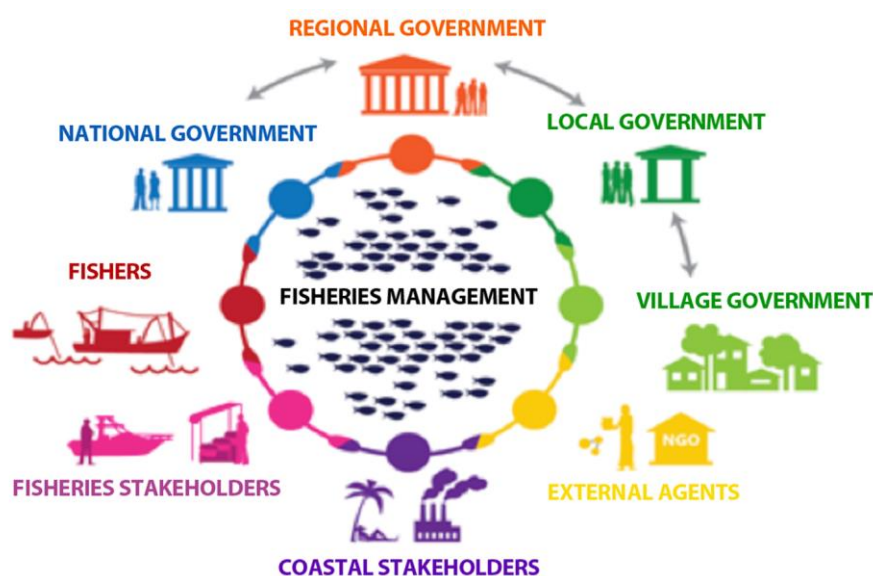 REGIONAL GOVERNMENT
NATIONAL GOVERNMENT
LOCAL GOVERNMENT
FISHERS
FISHERIES MANAGEMENT
VILLAGE GOVERNMENT
NGO
FISHERIES STAKEHOLDERS
EXTERNAL AGENTS
COASTAL STAKEHOLDERS